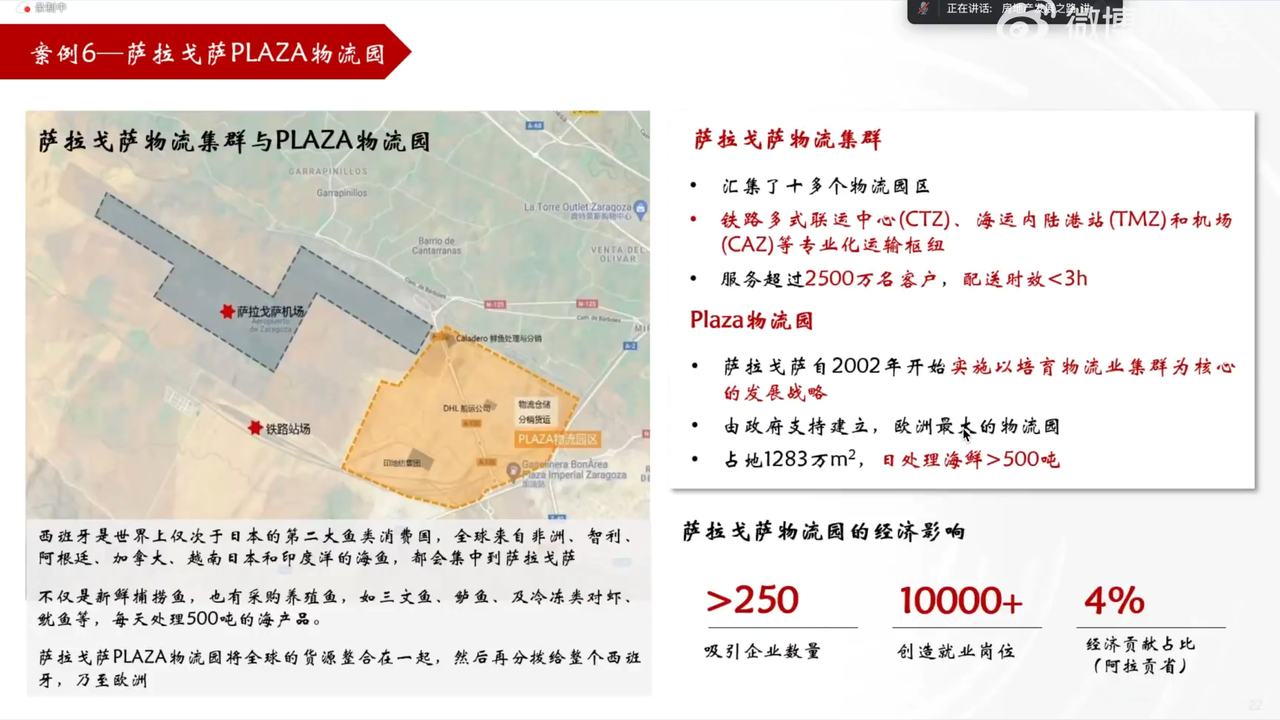 录制中
正在讲话: 房地产发展之路 讲
微博
案例6—萨拉戈萨PLAZA物流园
萨拉戈萨物流集群与PLAZA物流园
A-68
GARRAPINILLOS
Garrapinillos
La Torre Outlet Zaragoza
Barrio de
Cantarranas
VENTA DEL
OLIVAR
N-125
N-125
Cam. de Bárboles
Cam. de Bárboles
A-2
萨拉戈萨机场
Aeropuerto
de Zaragoza
Caladero 鲜鱼处理与分销
DHL 船运公司
物流仓储
分销货运
PLAZA物流园区
铁路站场
印地纺集团
Gasolinera BonÀrea
Plaza Imperial Zaragoza
加油站
西班牙是世界上仅次于日本的第二大鱼类消费国，全球来自非洲、智利、
阿根廷、加拿大、越南日本和印度洋的海鱼，都会集中到萨拉戈萨
不仅是新鲜捕捞鱼，也有采购养殖鱼，如三文鱼、鲈鱼、及冷冻类对虾、
鱿鱼等，每天处理500吨的海产品。
萨拉戈萨PLAZA物流园将全球的货源整合在一起，然后再分拨给整个西班
牙，乃至欧洲
萨拉戈萨物流集群
• 汇集了十多个物流园区
• 铁路多式联运中心(CTZ)、海运内陆港站(TMZ)和机场
(CAZ)等专业化运输枢纽
• 服务超过2500万名客户，配送时效<3h
Plaza物流园
• 萨拉戈萨自2002年开始实施以培育物流业集群为核心
的发展战略
• 由政府支持建立，欧洲最大的物流园
• 占地1283万m²，日处理海鲜>500吨
萨拉戈萨物流园的经济影响
>250
吸引企业数量
10000+
创造就业岗位
4%
经济贡献占比
（阿拉贡省）
22